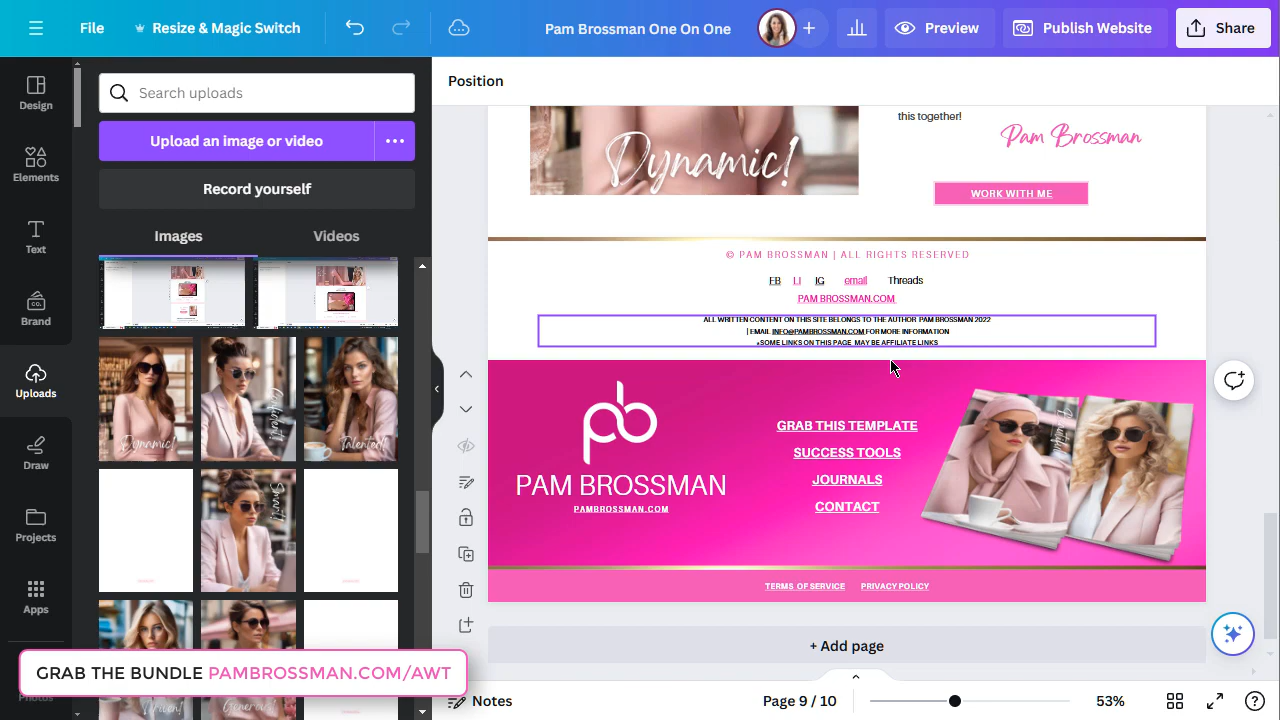 File
Resize & Magic Switch
Pam Brossman One On One
Preview
Publish Website
Share
Design
Elements
Text
Brand
Uploads
Draw
Projects
Apps
Search uploads
Upload an image or video
Record yourself
Images
Videos
Dynamic!
Talented!
Smart!
Generous!
Position
Dynamic!
this together!
Pam Brossman
WORK WITH ME
© PAM BROSSMAN | ALL RIGHTS RESERVED
FB LI IG email Threads
PAM BROSSMAN.COM
ALL WRITTEN CONTENT ON THIS SITE BELONGS TO THE AUTHOR PAM BROSSMAN 2022
| EMAIL INFO@PAMBROSSMAN.COM FOR MORE INFORMATION
*SOME LINKS ON THIS PAGE MAY BE AFFILIATE LINKS
pb
PAM BROSSMAN
PAMBROSSMAN.COM
GRAB THIS TEMPLATE
SUCCESS TOOLS
JOURNALS
CONTACT
TERMS OF SERVICE PRIVACY POLICY
+ Add page
GRAB THE BUNDLE PAMBROSSMAN.COM/AWT
Photos
Notes
Page 9 / 10
53%